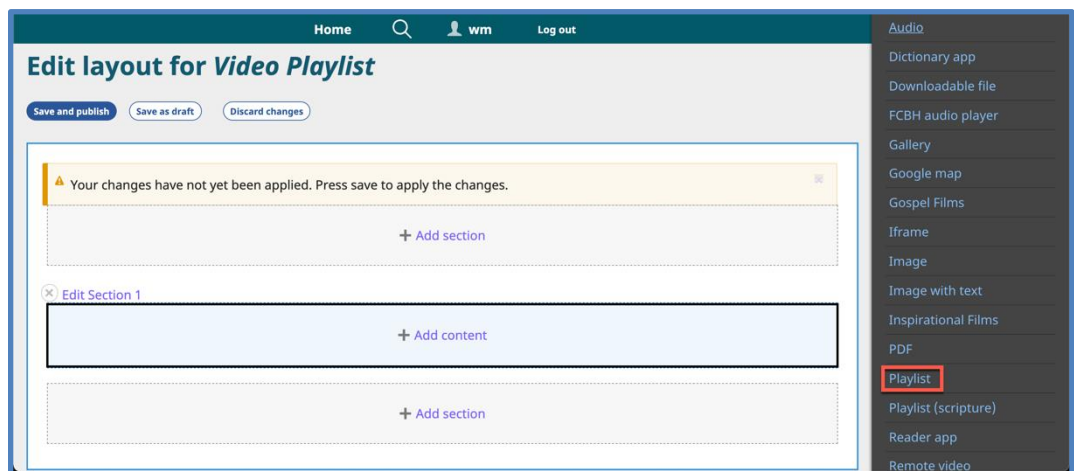 Home wm Log out
Edit layout for Video Playlist
Save and publish Save as draft Discard changes
Your changes have not yet been applied. Press save to apply the changes.
+ Add section
Edit Section 1
+ Add content
+ Add section
Audio
Dictionary app
Downloadable file
FCBH audio player
Gallery
Google map
Gospel Films
Iframe
Image
Image with text
Inspirational Films
PDF
Playlist
Playlist (scripture)
Reader app
Remote video